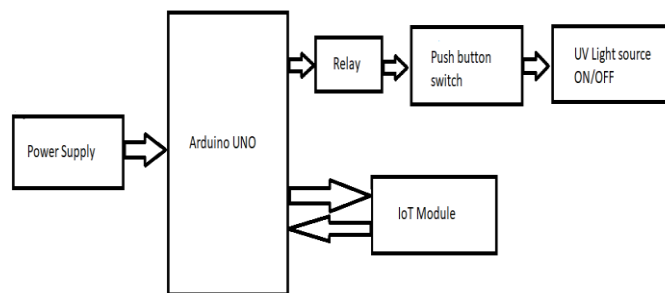 Power Supply
Arduino UNO
Relay
Push button
switch
UV Light source
ON/OFF
IoT Module